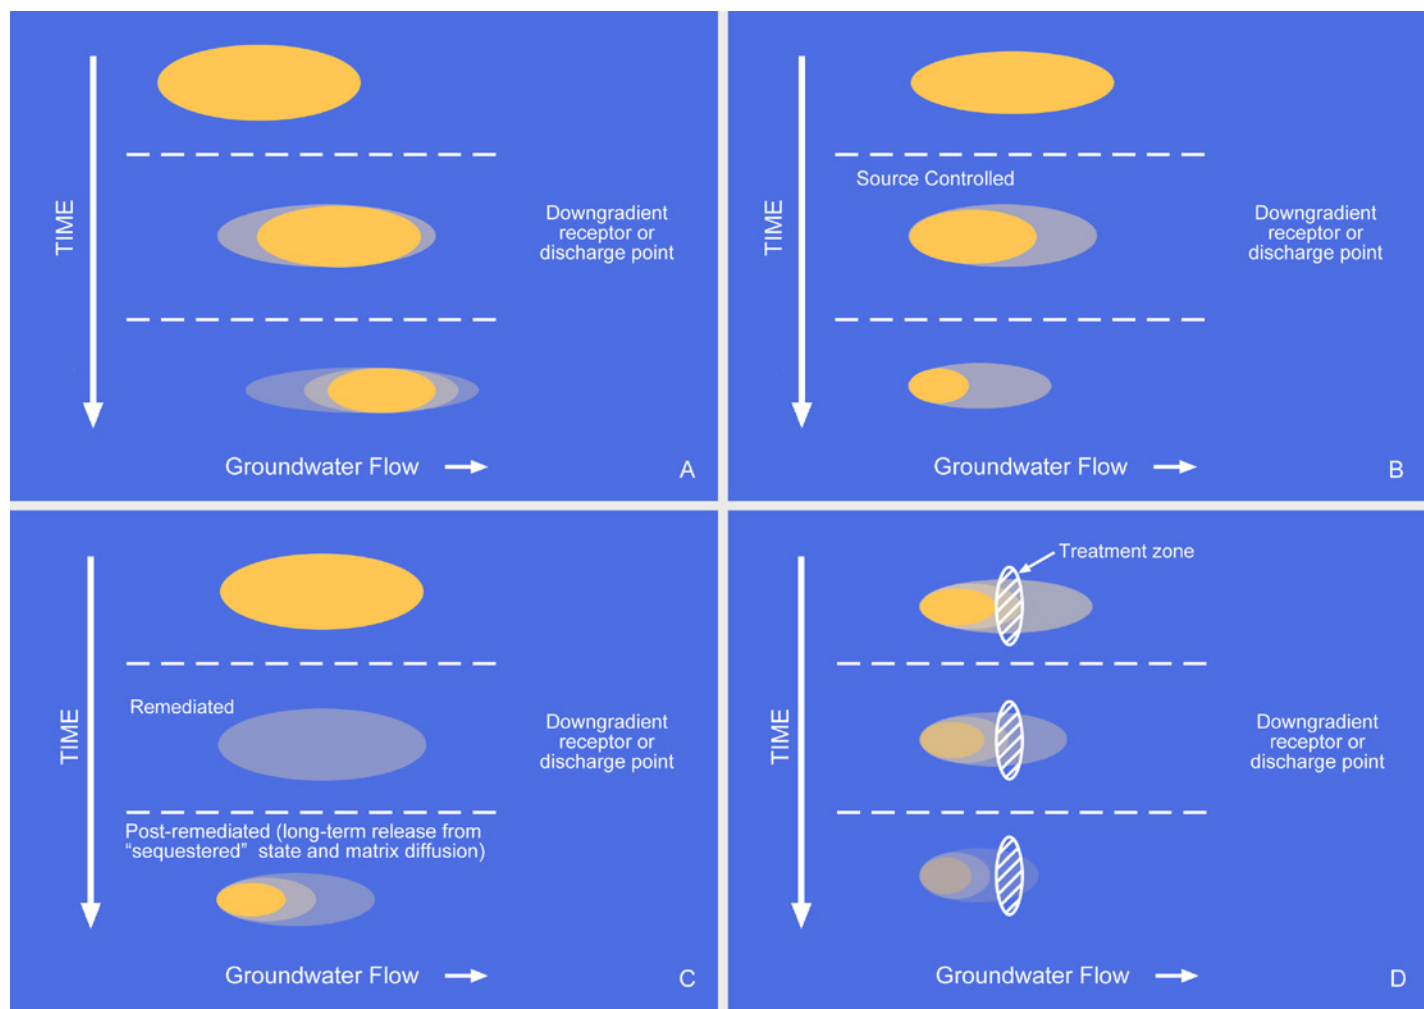 TIME
Downgradient
receptor or
discharge point
Groundwater Flow
A
TIME
Source Controlled
Downgradient
receptor or
discharge point
Groundwater Flow
B
TIME
Remediated
Downgradient
receptor or
discharge point
Post-remediated (long-term release from
“sequestered” state and matrix diffusion)
Groundwater Flow
C
Treatment zone
TIME
Downgradient
receptor or
discharge point
Groundwater Flow
D